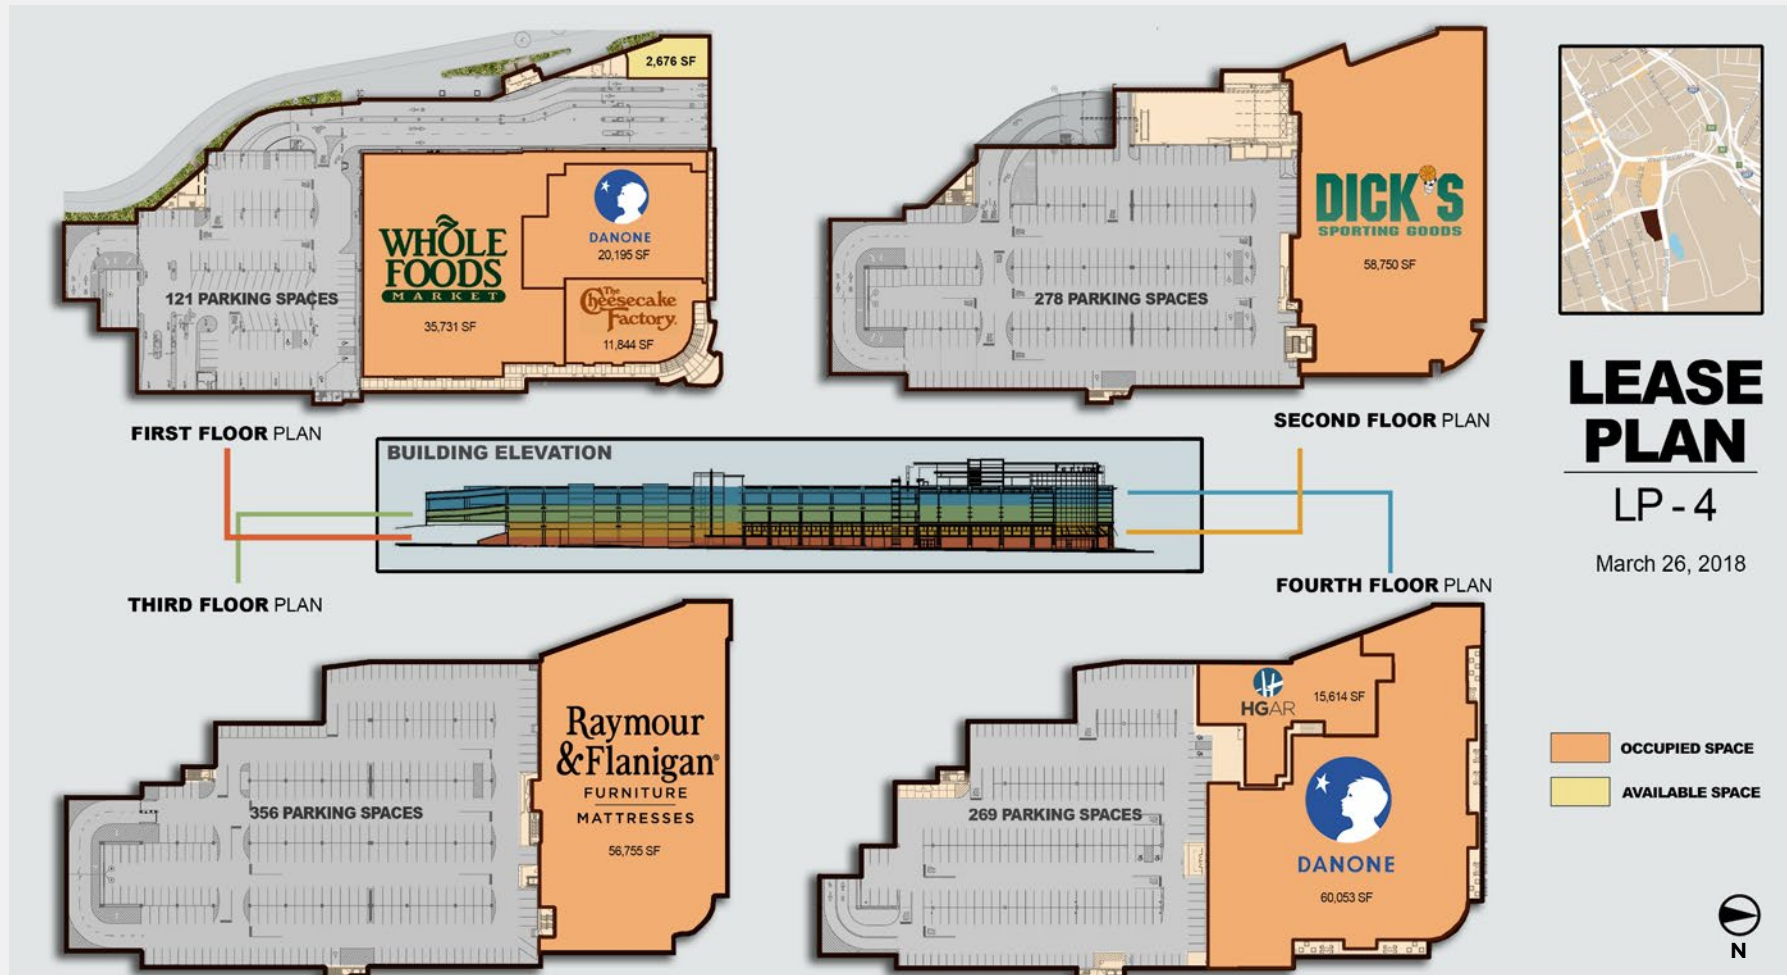 2,676 SF
WHOLE
FOODS
MARKET
35,731 SF
DANONE
20,195 SF
The
Cheesecake
Factory.
11,844 SF
121 PARKING SPACES
FIRST FLOOR PLAN
278 PARKING SPACES
DICK'S
SPORTING GOODS
58,750 SF
SECOND FLOOR PLAN
BUILDING ELEVATION
THIRD FLOOR PLAN
FOURTH FLOOR PLAN
356 PARKING SPACES
Raymour
&Flanigan®
FURNITURE
MATTRESSES
56,755 SF
269 PARKING SPACES
HGAR
15,614 SF
DANONE
60,053 SF
LEASE
PLAN
LP - 4
March 26, 2018
OCCUPIED SPACE
AVAILABLE SPACE
N